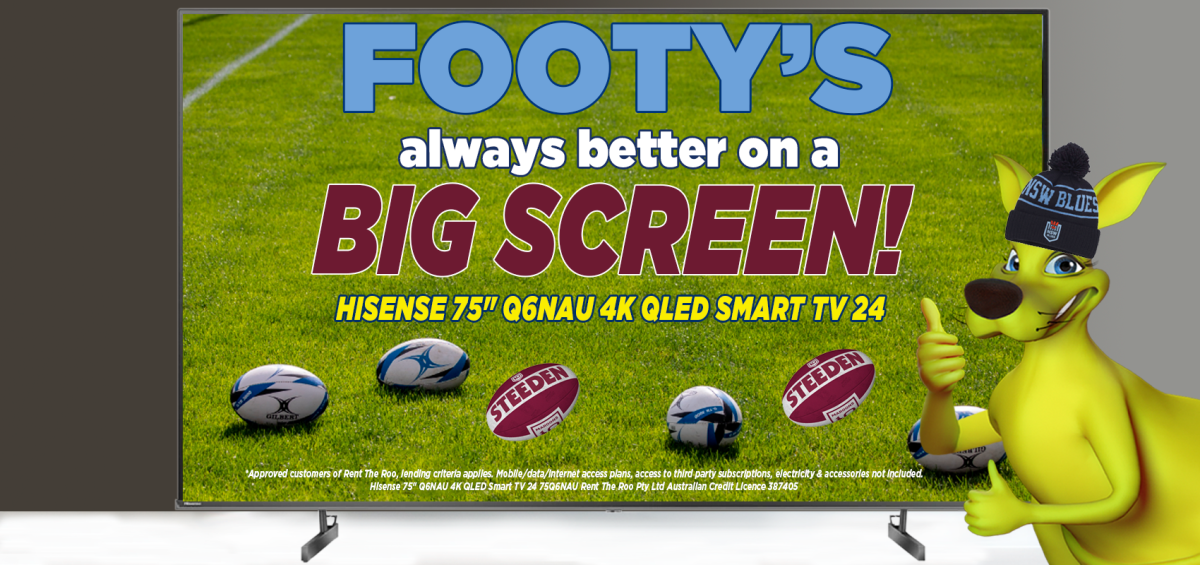 FOOTY'S
always better on a
BIG SCREEN!
HISENSE 75" Q6NAU 4K QLED SMART TV 24
NSW BLUES
STEEDEN
STEEDEN
GILBERT
*Approved customers of Rent The Roo, lending criteria applies. Mobile/data/internet access plans, access to third party subscriptions, electricity & accessories not included.
Hisense 75" Q6NAU 4K QLED Smart TV 24 75Q6NAU Rent The Roo Pty Ltd Australian Credit Licence 387405
Hisense